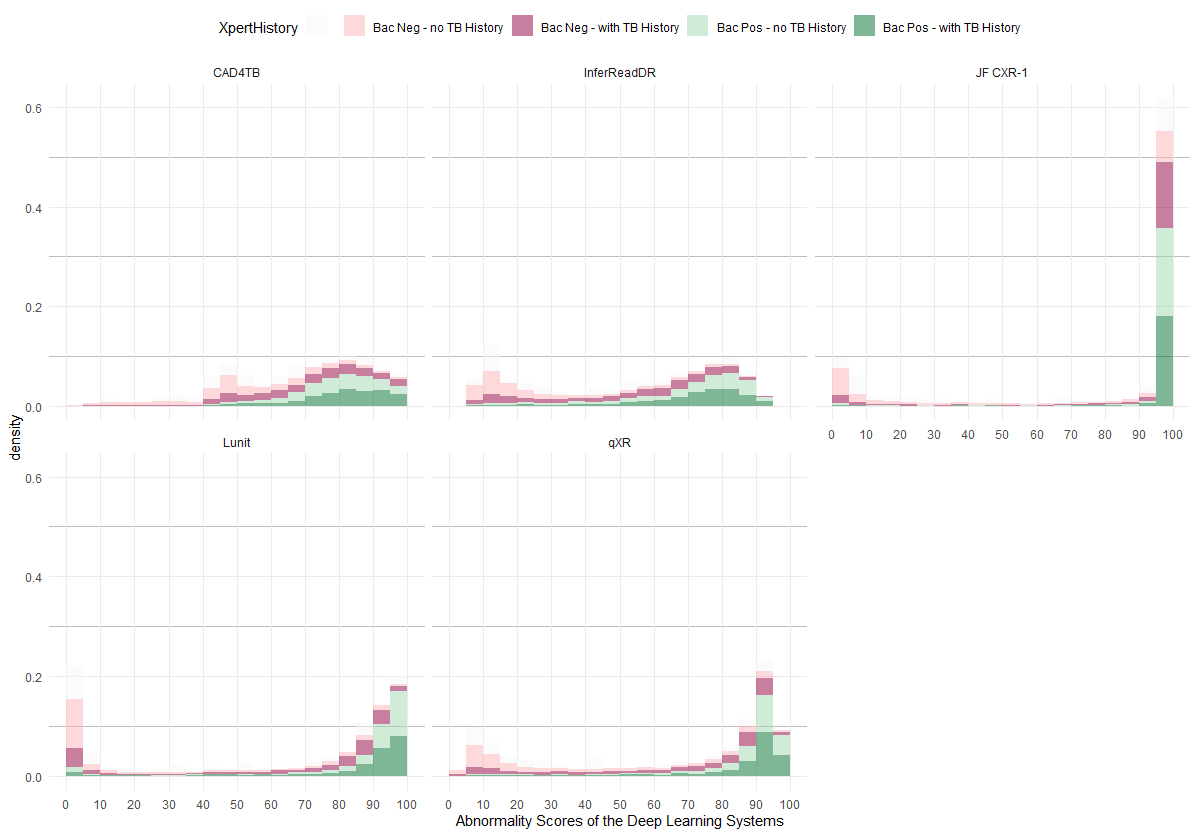 XpertHistory Bac Neg - no TB History Bac Neg - with TB History Bac Pos - no TB History Bac Pos - with TB History
CAD4TB InferReadDR JF CXR-1
0.6
0.4
0.2
0.0
0 10 20 30 40 50 60 70 80 90 100
density
Lunit qXR
0.6
0.4
0.2
0.0
0 10 20 30 40 50 60 70 80 90 100 0 10 20 30 40 50 60 70 80 90 100
Abnormality Scores of the Deep Learning Systems